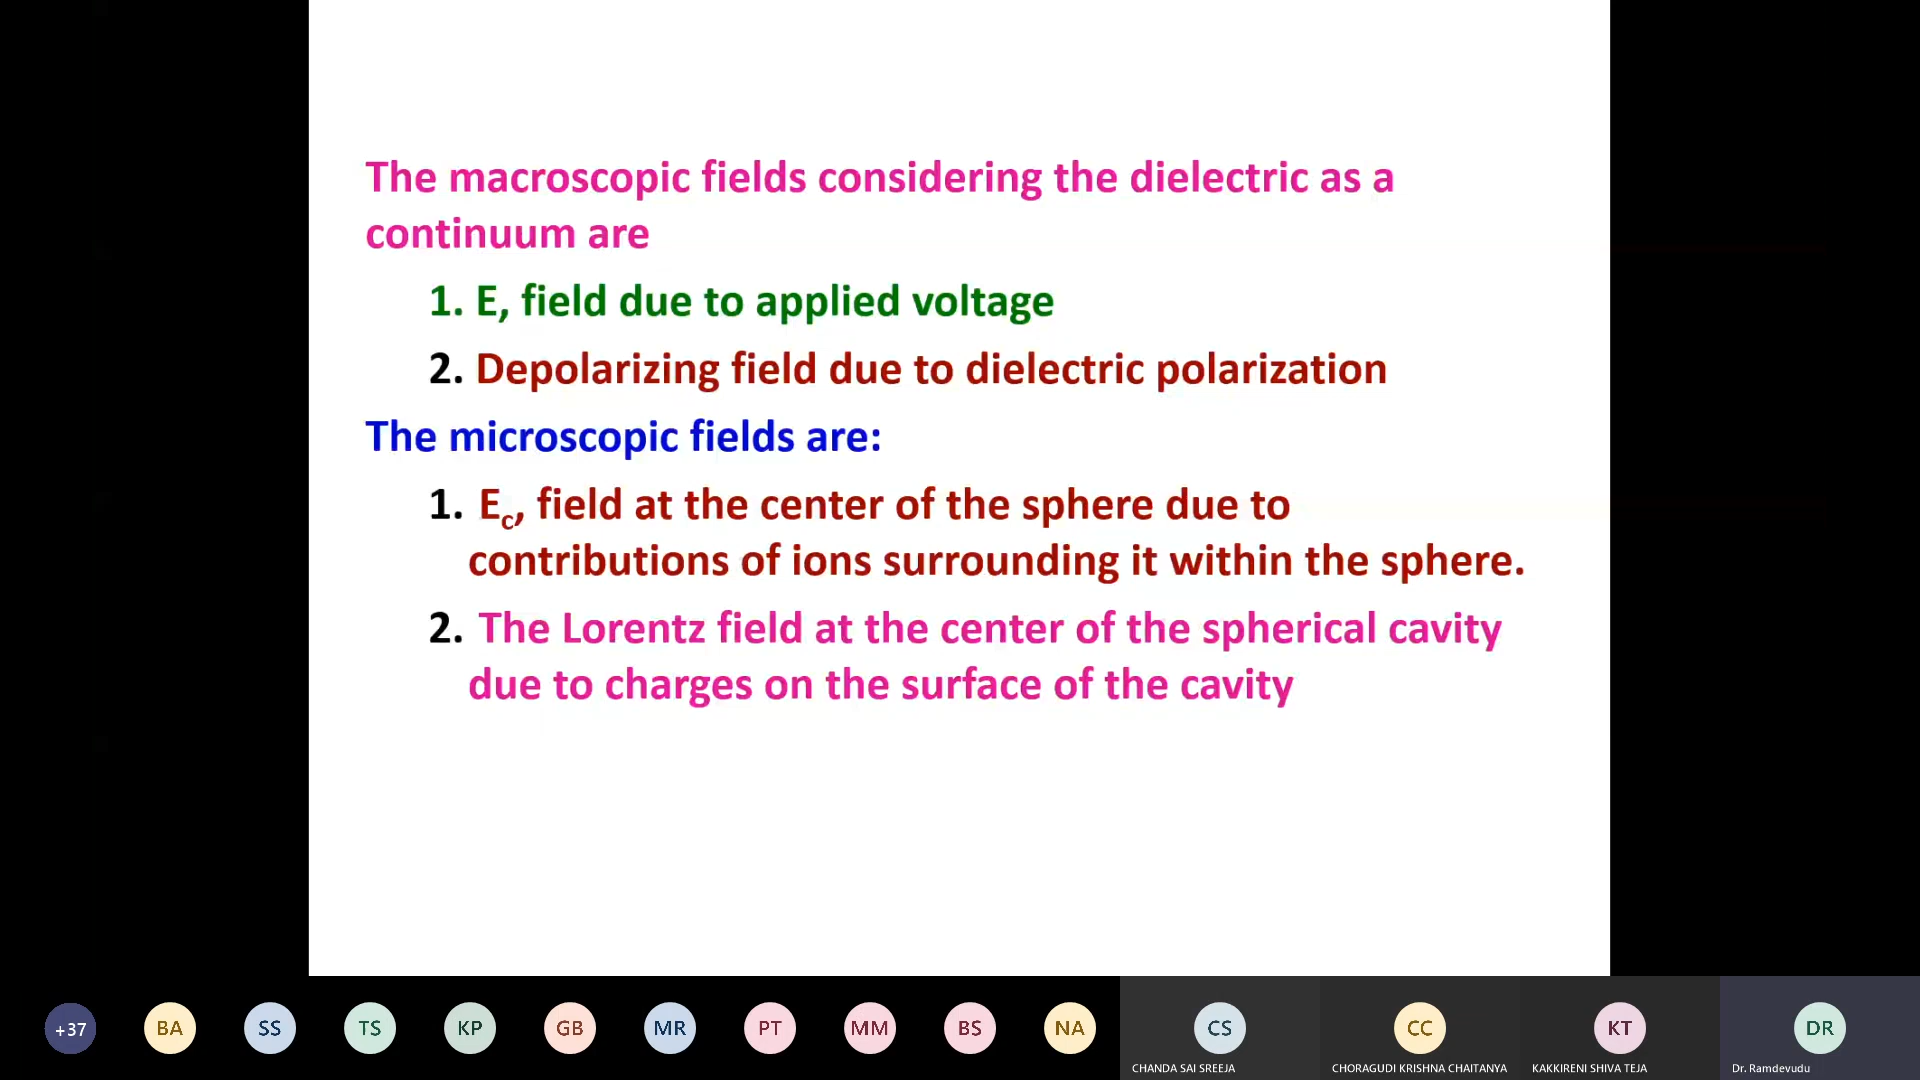 The macroscopic fields considering the dielectric as a
continuum are
1. E, field due to applied voltage
2. Depolarizing field due to dielectric polarization
The microscopic fields are:
1. Ec, field at the center of the sphere due to
contributions of ions surrounding it within the sphere.
2. The Lorentz field at the center of the spherical cavity
due to charges on the surface of the cavity
+37 BA SS TS KP GB MR PT MM BS NA CS CC KT DR
CHANDA SAI SREEJA CHORAGUDI KRISHNA CHAITANYA KAKKIRENI SHIVA TEJA Dr. Ramdevudu